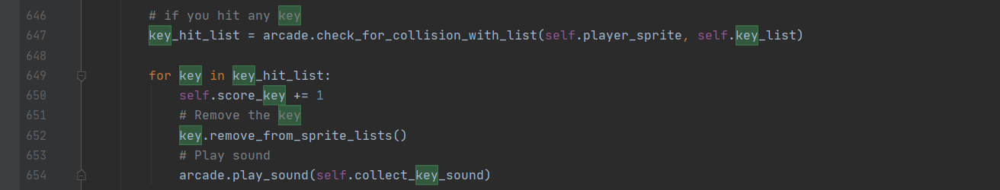 646 # if you hit any key
647 key_hit_list = arcade.check_for_collision_with_list(self.player_sprite, self.key_list)
648
649 for key in key_hit_list:
650 self.score_key += 1
651 # Remove the key
652 key.remove_from_sprite_lists()
653 # Play sound
654 arcade.play_sound(self.collect_key_sound)